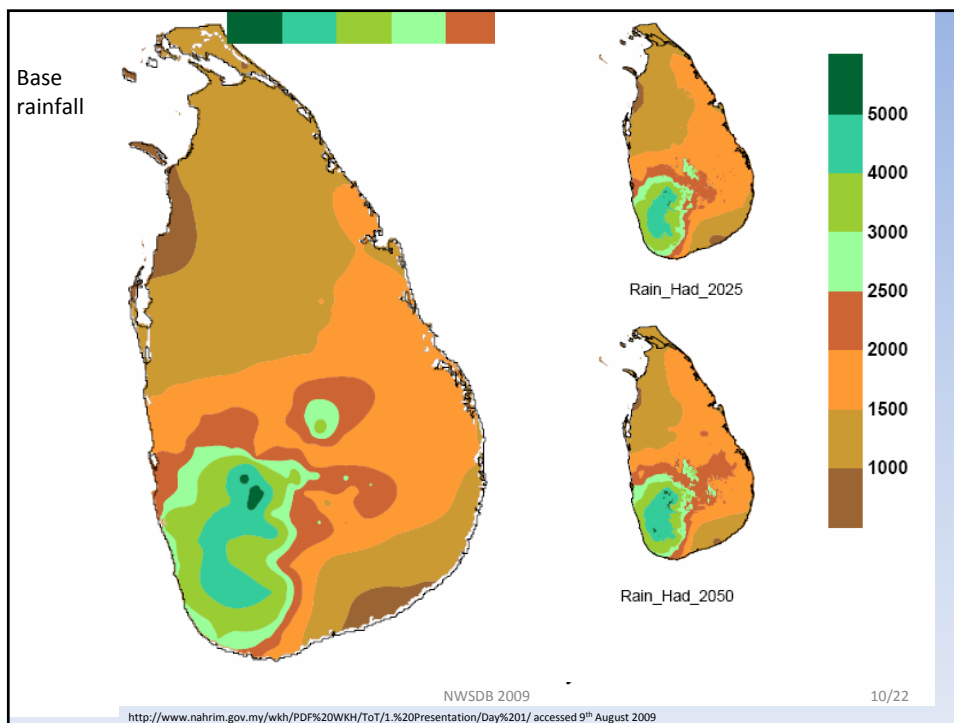 Base
rainfall
5000
4000
3000
2500
2000
1500
1000
Rain_Had_2025
Rain_Had_2050
NWSDB 2009
10/22
http://www.nahrim.gov.my/wkh/PDF%20WKH/ToT/1.%20Presentation/Day%201/ accessed 9th August 2009